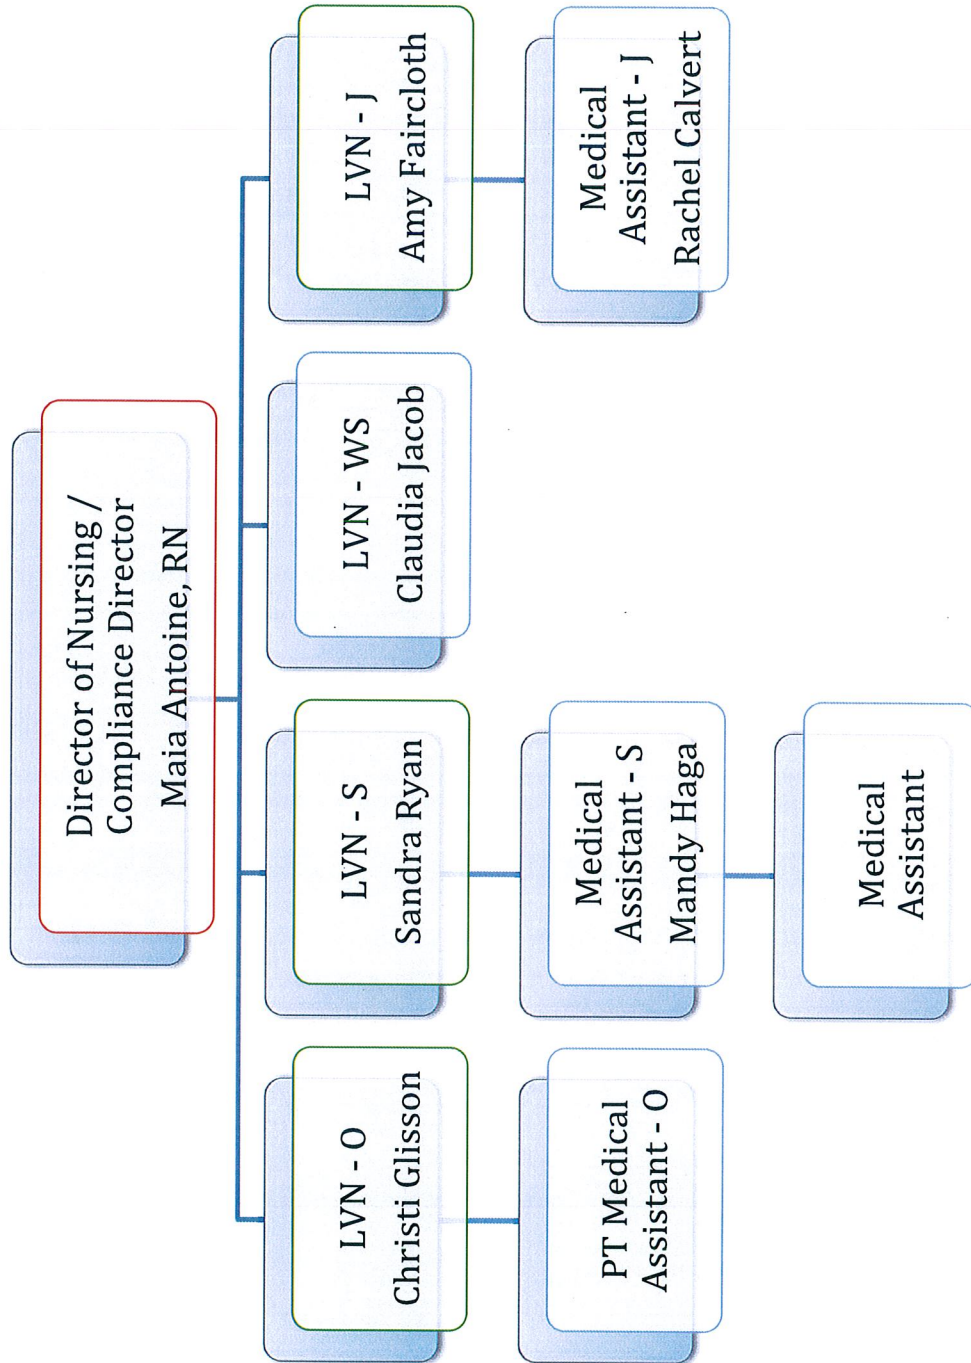 Director of Nursing /
Compliance Director
Maia Antoine, RN
LVN - O
Christi Glisson
LVN - S
Sandra Ryan
LVN - WS
Claudia Jacob
LVN - J
Amy Faircloth
PT Medical
Assistant - O
Medical
Assistant - S
Mandy Haga
Medical
Assistant - J
Rachel Calvert
Medical
Assistant